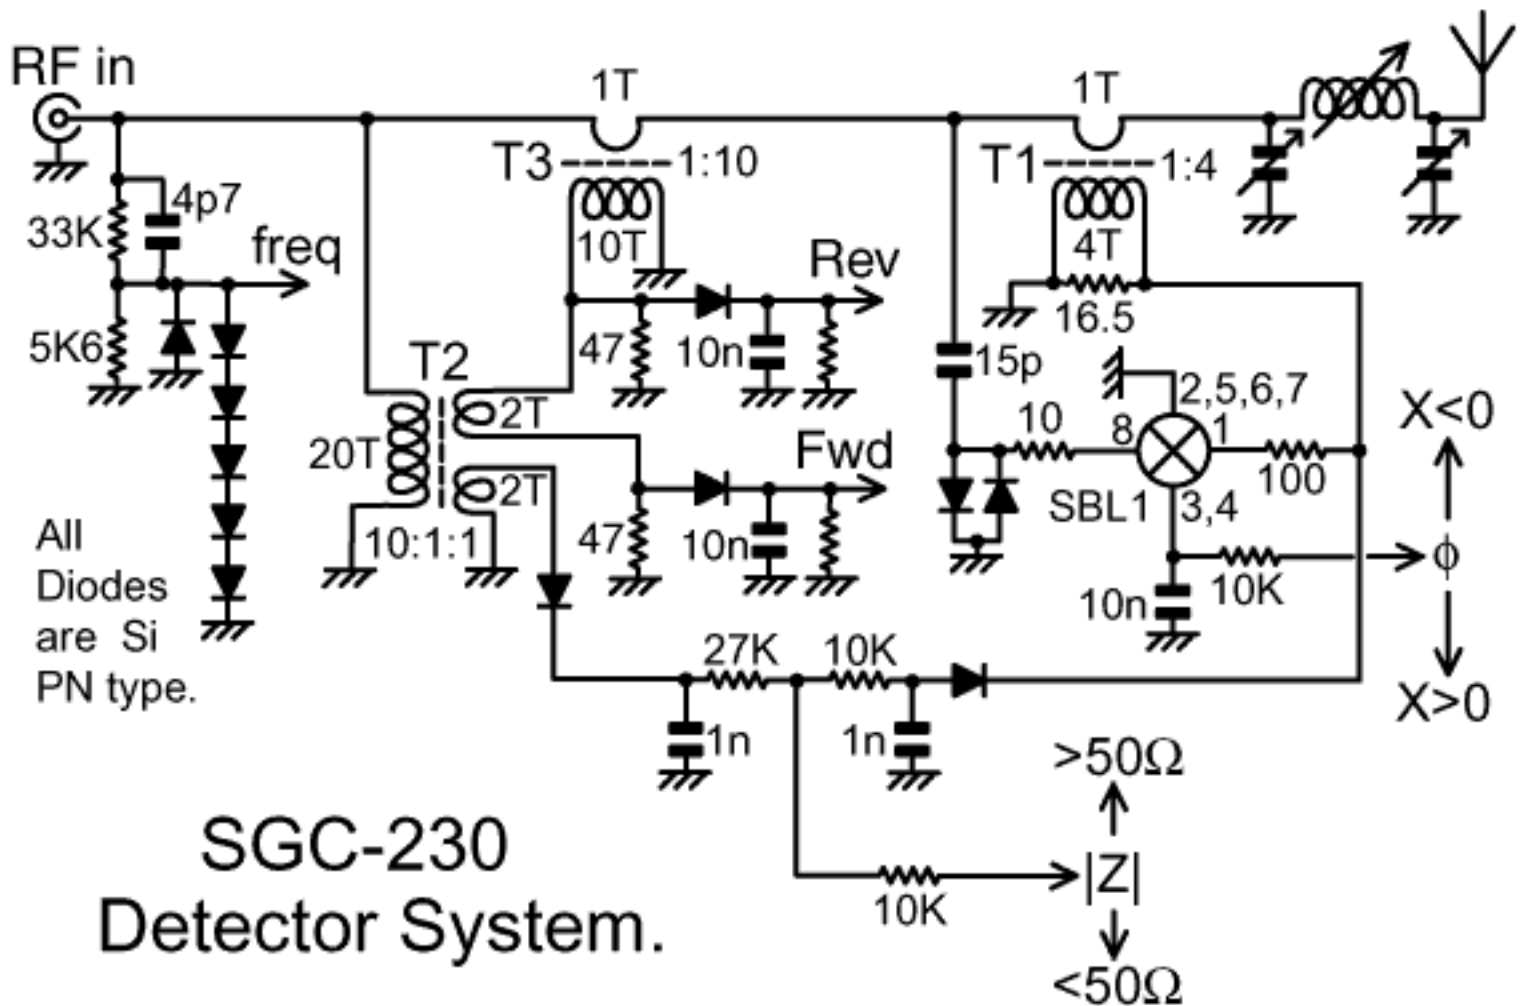 RF in
1T
1T
T3
1:10
T1
1:4
4p7
33K
freq
10T
4T
Rev
16.5
5K6
47
10n
15p
T2
2T
20T
2T
10:1:1
Fwd
47
10n
10
8
2,5,6,7
1
100
SBL1
3,4
10n
10K
X<0
ϕ
X>0
All
Diodes
are Si
PN type.
27K
10K
1n
1n
10K
>50Ω
|Z|
<50Ω
SGC-230
Detector System.